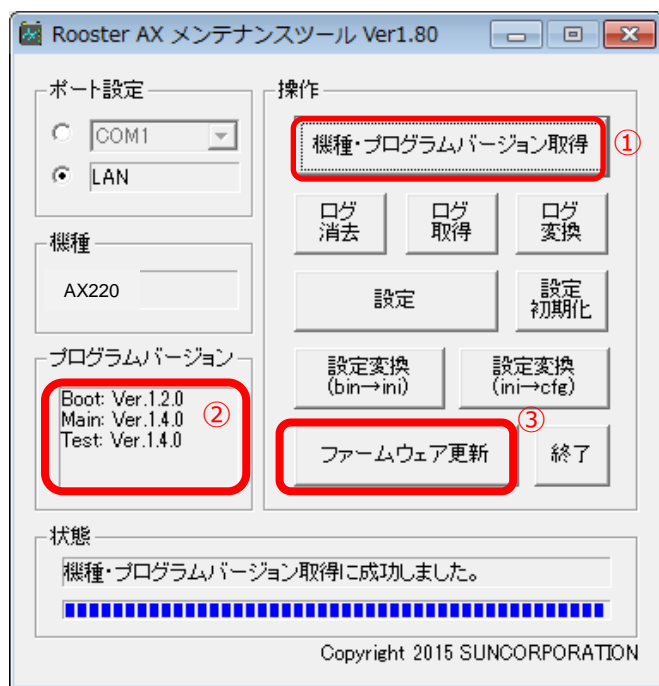 Rooster AX メンテナンスツール Ver1.80
ポート設定
COM1
LAN
機種
AX220
プログラムバージョン
Boot: Ver.1.2.0
Main: Ver.1.4.0
Test: Ver.1.4.0
②
操作
機種・プログラムバージョン取得
①
ログ
消去
ログ
取得
ログ
変換
設定
設定
初期化
設定変換
(bin→ini)
設定変換
(ini→cfg)
③
ファームウェア更新
終了
状態
機種・プログラムバージョン取得に成功しました。
Copyright 2015 SUNCORPORATION